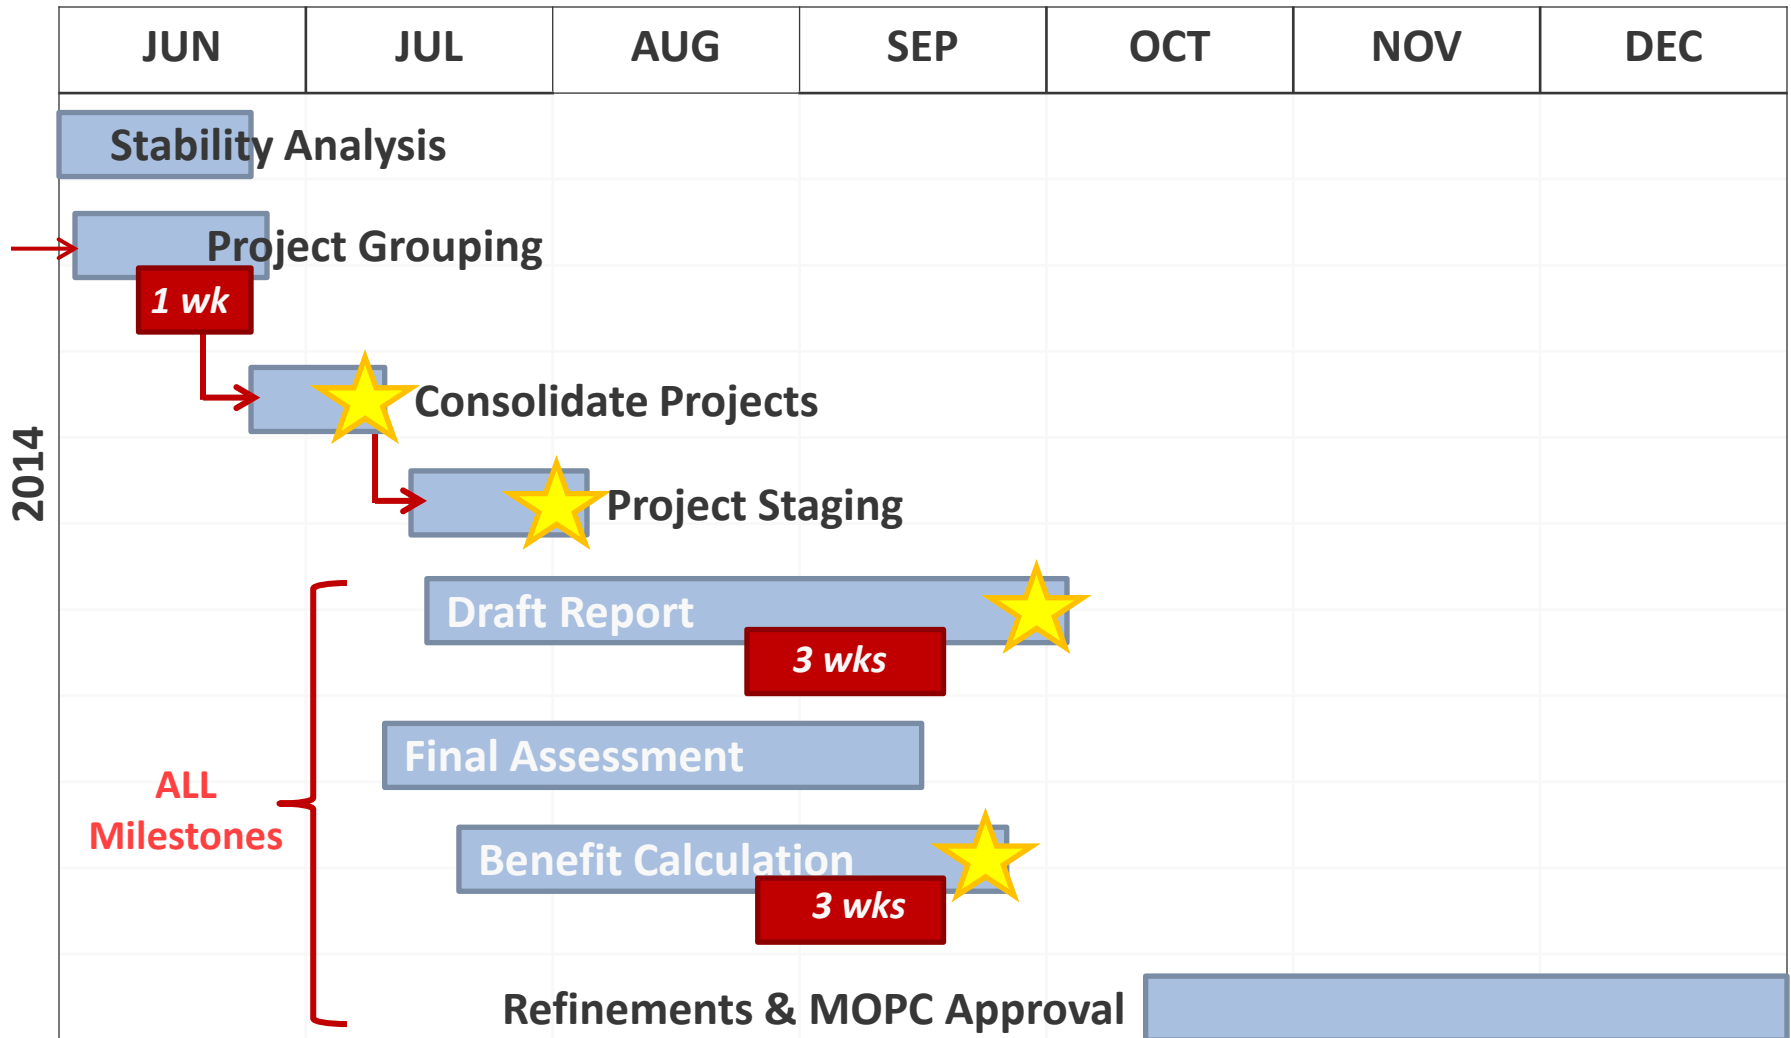 JUN JUL AUG SEP OCT NOV DEC
2014
Stability Analysis
Project Grouping
1 wk
Consolidate Projects
Project Staging
Draft Report
3 wks
Final Assessment
ALL
Milestones
Benefit Calculation
3 wks
Refinements & MOPC Approval